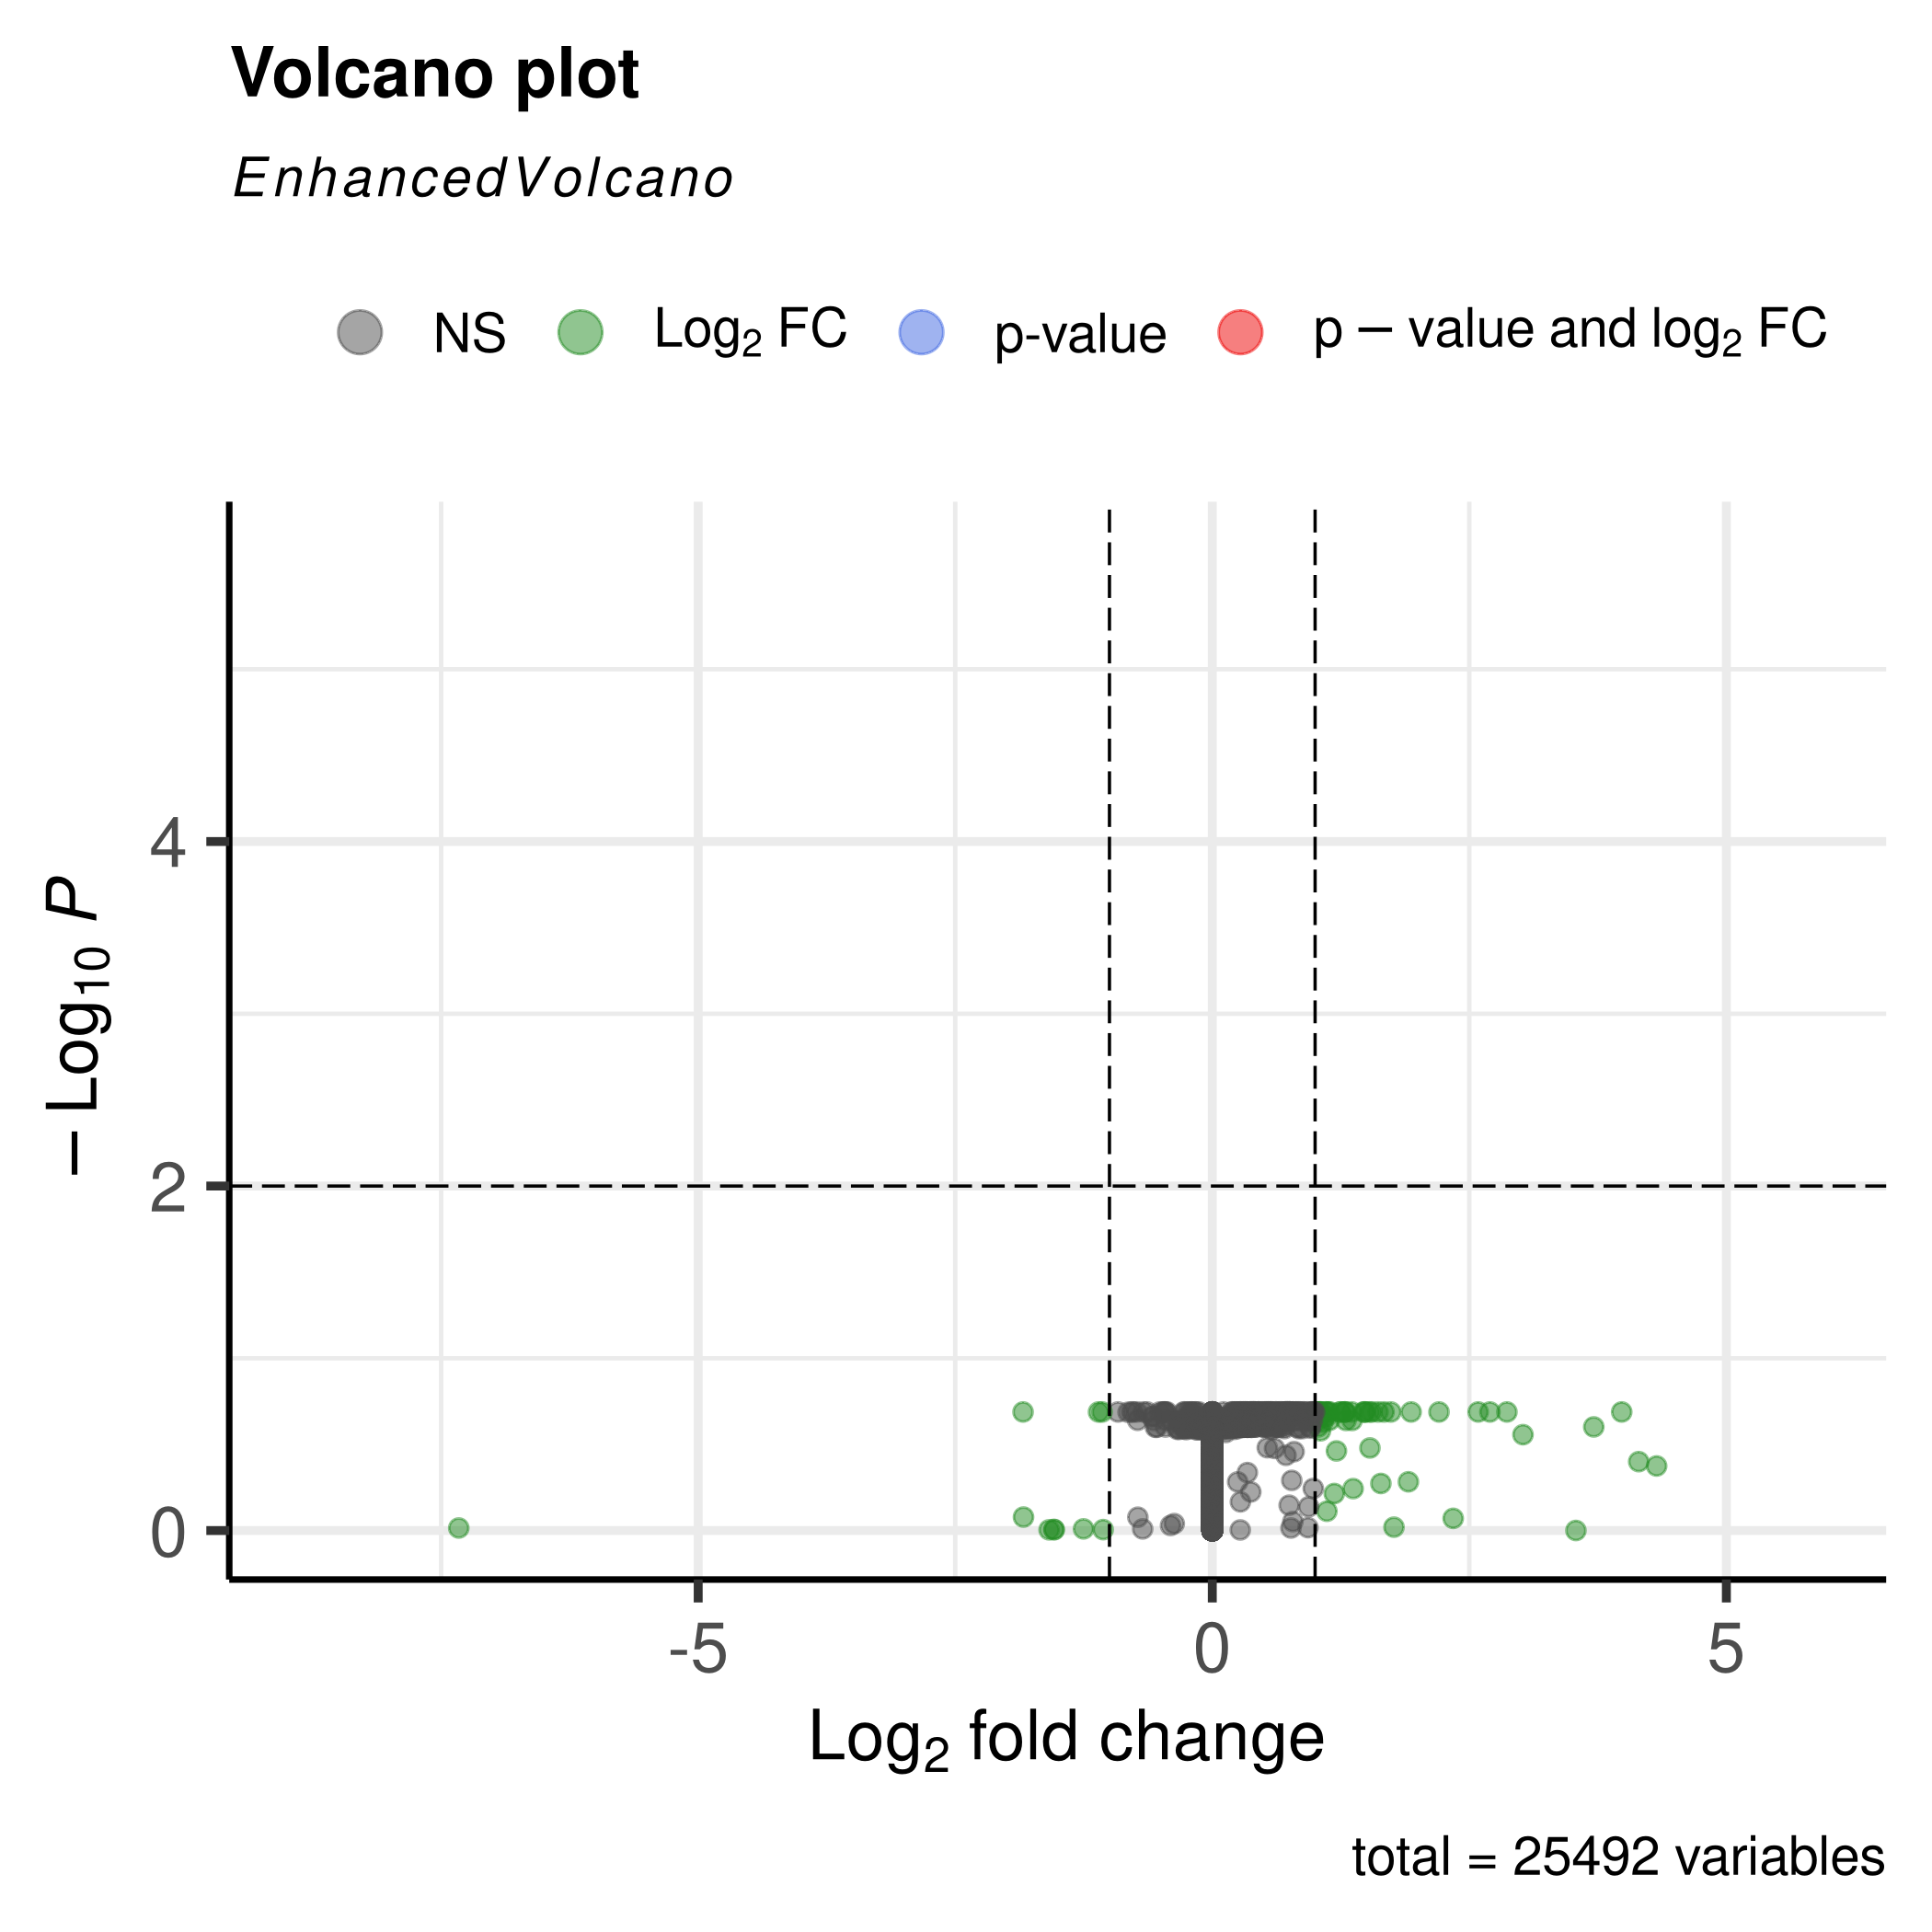 Volcano plot
EnhancedVolcano
NS Log₂ FC p-value p − value and log₂ FC
− Log₁₀ P
4
2
0
-5 0 5
Log₂ fold change
total = 25492 variables